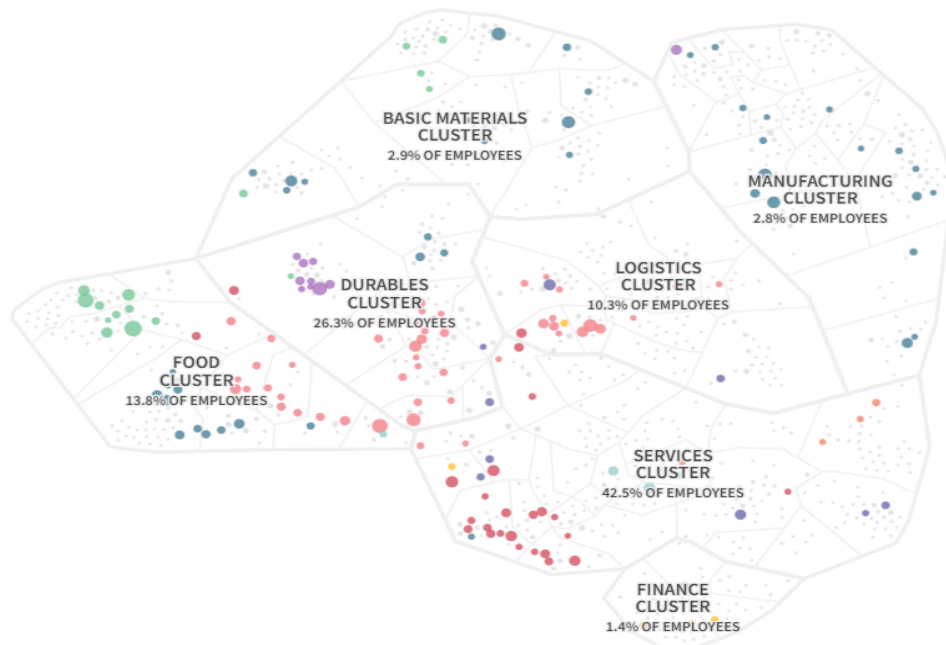 BASIC MATERIALS
CLUSTER
2.9% OF EMPLOYEES
MANUFACTURING
CLUSTER
2.8% OF EMPLOYEES
LOGISTICS
CLUSTER
10.3% OF EMPLOYEES
DURABLES
CLUSTER
26.3% OF EMPLOYEES
FOOD
CLUSTER
13.8% OF EMPLOYEES
SERVICES
CLUSTER
42.5% OF EMPLOYEES
FINANCE
CLUSTER
1.4% OF EMPLOYEES